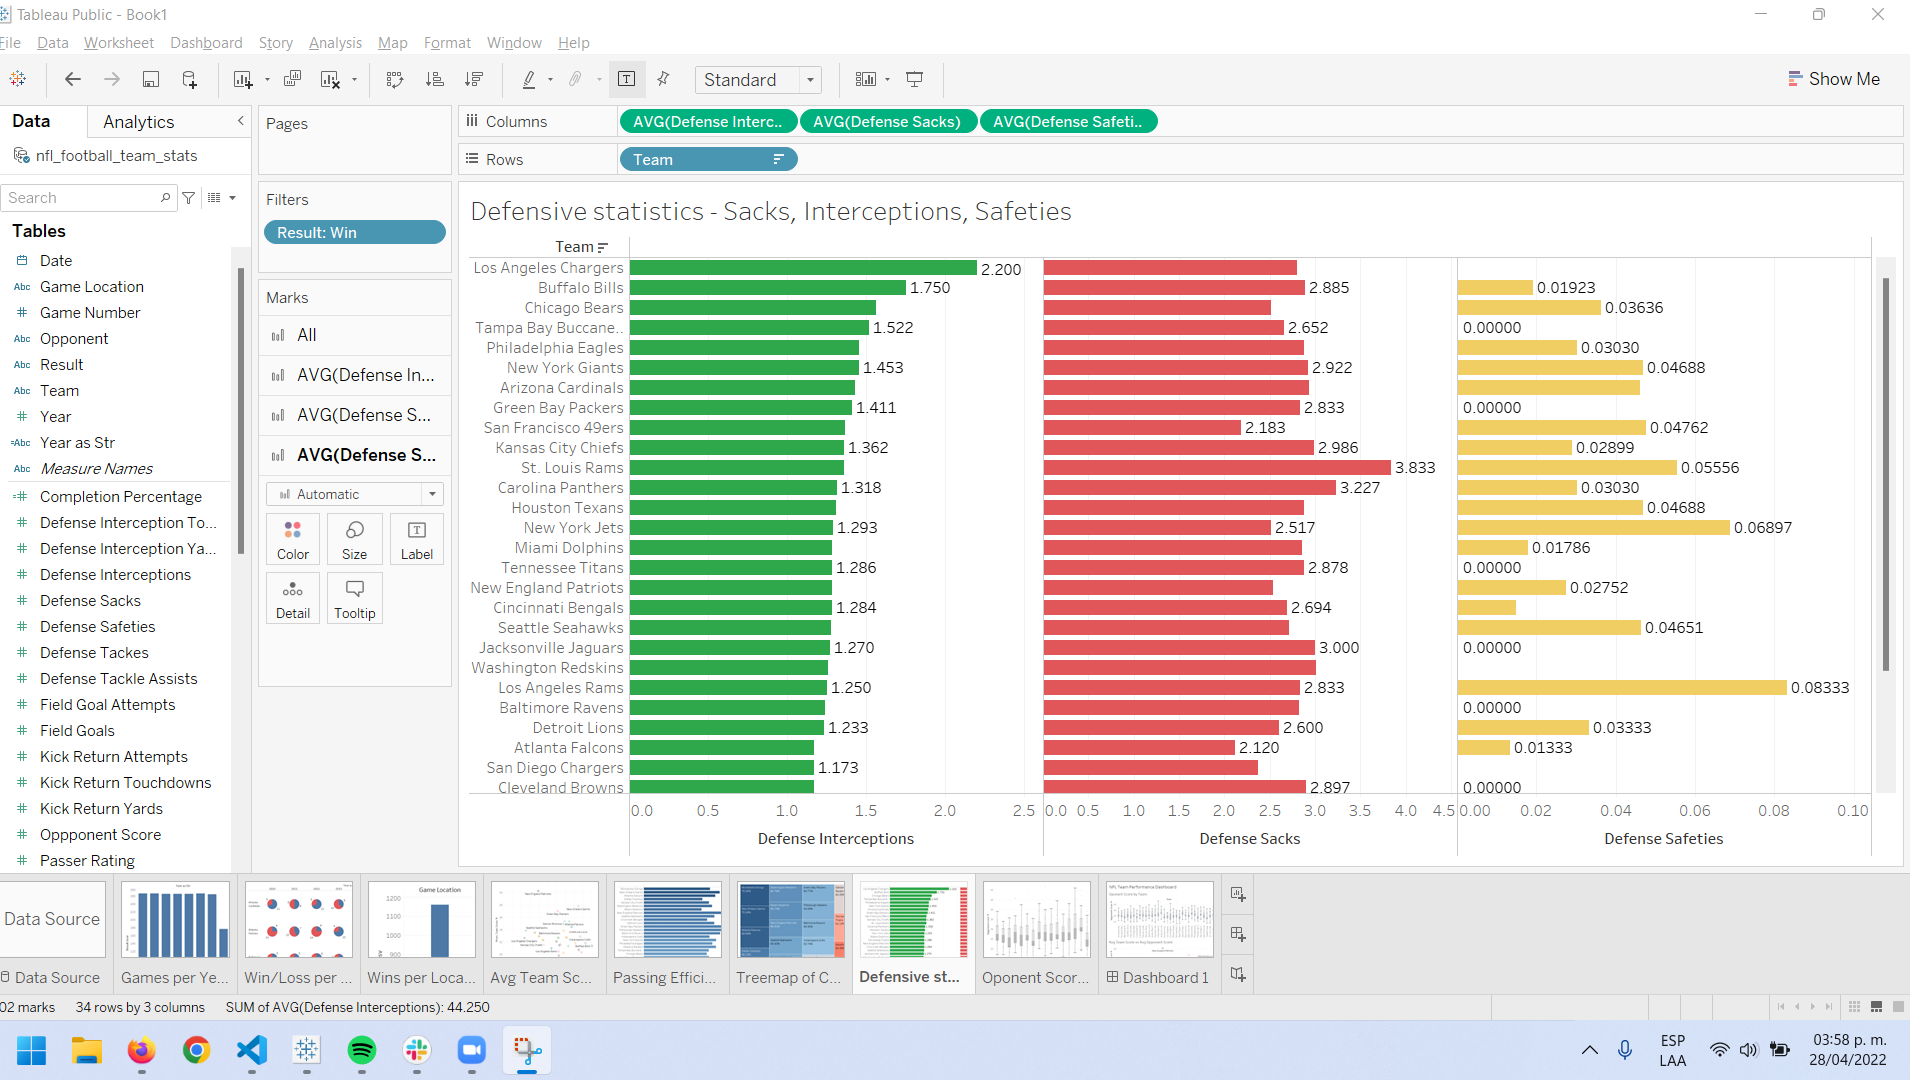 Tableau Public - Book1
File Data Worksheet Dashboard Story Analysis Map Format Window Help
Standard
Show Me
Data Analytics
nfl_football_team_stats
Search
Tables
Date
Abc Game Location
Game Number
Abc Opponent
Abc Result
Abc Team
Year
=Abc Year as Str
Abc Measure Names
Completion Percentage
Defense Interception To...
Defense Interception Ya...
Defense Interceptions
Defense Sacks
Defense Safeties
Defense Tackes
Defense Tackle Assists
Field Goal Attempts
Field Goals
Kick Return Attempts
Kick Return Touchdowns
Kick Return Yards
Oppponent Score
Passer Rating
Pages
Filters
Result: Win
Marks
All
AVG(Defense In...
AVG(Defense S...
AVG(Defense S...
Automatic
Color Size Label
Detail Tooltip
Columns AVG(Defense Interc.. AVG(Defense Sacks) AVG(Defense Safeti..
Rows Team
Defensive statistics - Sacks, Interceptions, Safeties
Team
Los Angeles Chargers 2.200
Buffalo Bills 1.750 2.885 0.01923
Chicago Bears 0.03636
Tampa Bay Buccane.. 1.522 2.652 0.00000
Philadelphia Eagles 0.03030
New York Giants 1.453 2.922 0.04688
Arizona Cardinals
Green Bay Packers 1.411 2.833 0.00000
San Francisco 49ers 2.183 0.04762
Kansas City Chiefs 1.362 2.986 0.02899
St. Louis Rams 3.833 0.05556
Carolina Panthers 1.318 3.227 0.03030
Houston Texans 0.04688
New York Jets 1.293 2.517 0.06897
Miami Dolphins 0.01786
Tennessee Titans 1.286 2.878 0.00000
New England Patriots 0.02752
Cincinnati Bengals 1.284 2.694
Seattle Seahawks 0.04651
Jacksonville Jaguars 1.270 3.000 0.00000
Washington Redskins
Los Angeles Rams 1.250 2.833 0.08333
Baltimore Ravens 0.00000
Detroit Lions 1.233 2.600 0.03333
Atlanta Falcons 2.120 0.01333
San Diego Chargers 1.173
Cleveland Browns 2.897 0.00000
0.0 0.5 1.0 1.5 2.0 2.5 0.0 0.5 1.0 1.5 2.0 2.5 3.0 3.5 4.0 4.5 0.00 0.02 0.04 0.06 0.08 0.10
Defense Interceptions Defense Sacks Defense Safeties
Data Source
Game Location
1200
1100
1000
900
NFL Team Performance Dashboard
Data Source Games per Ye... Win/Loss per ... Wins per Loca... Avg Team Sc... Passing Effici... Treemap of C... Defensive st... Oponent Scor... Dashboard 1
02 marks 34 rows by 3 columns SUM of AVG(Defense Interceptions): 44.250
ESP
LAA
03:58 p. m.
28/04/2022